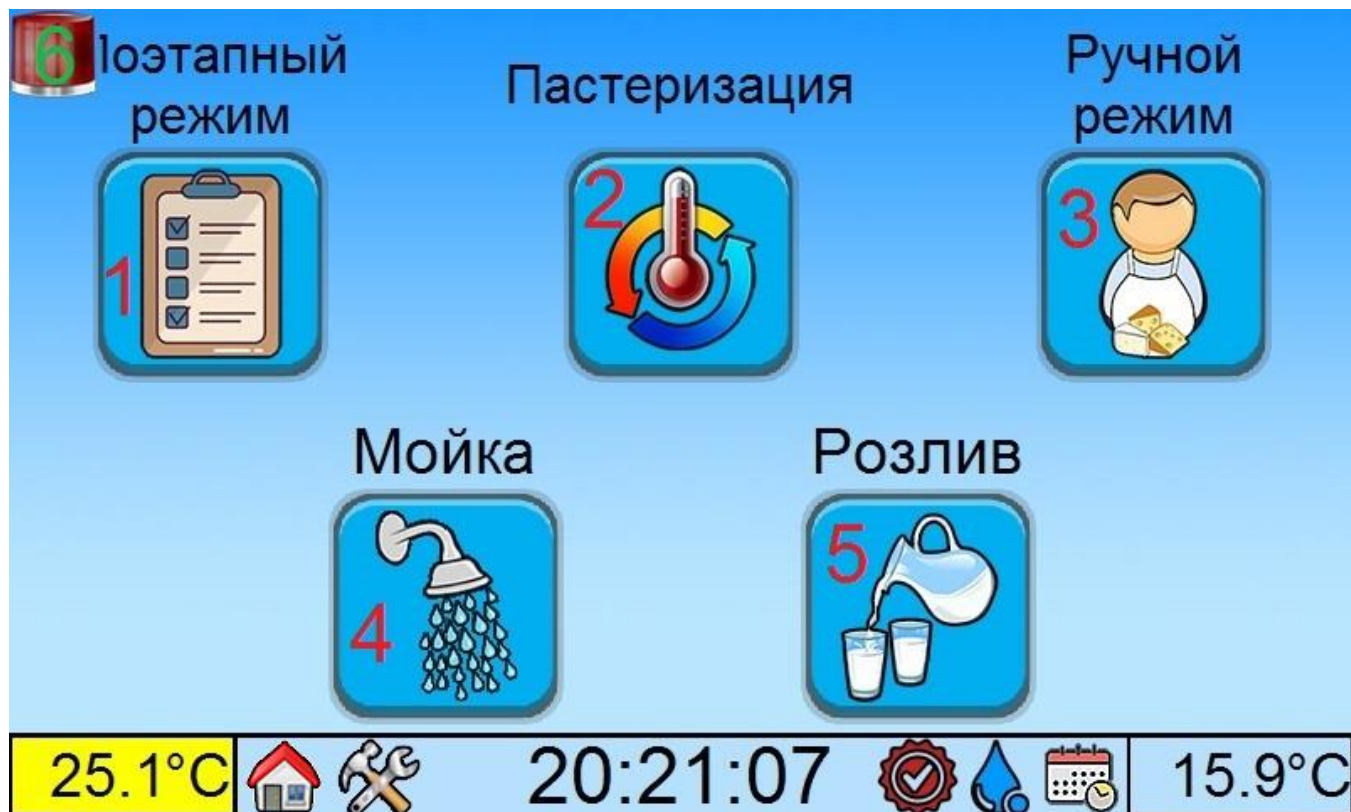 6
Поэтапный
режим
Пастеризация
Ручной
режим
1
2
3
Мойка
Розлив
4
5
25.1°C
20:21:07
15.9°C